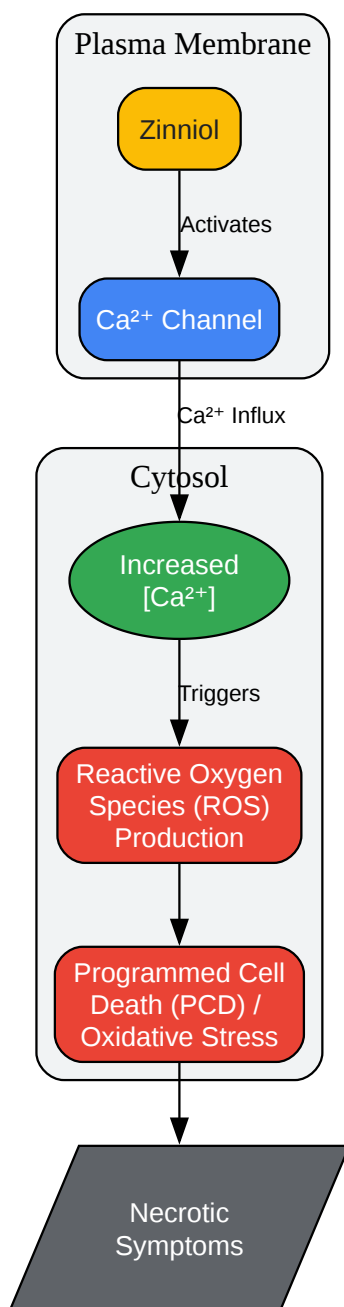 Plasma Membrane
Zinniol
Activates
Ca²⁺ Channel
Ca²⁺ Influx
Cytosol
Increased
[Ca²⁺]
Triggers
Reactive Oxygen
Species (ROS)
Production
Programmed Cell
Death (PCD) /
Oxidative Stress
Necrotic
Symptoms